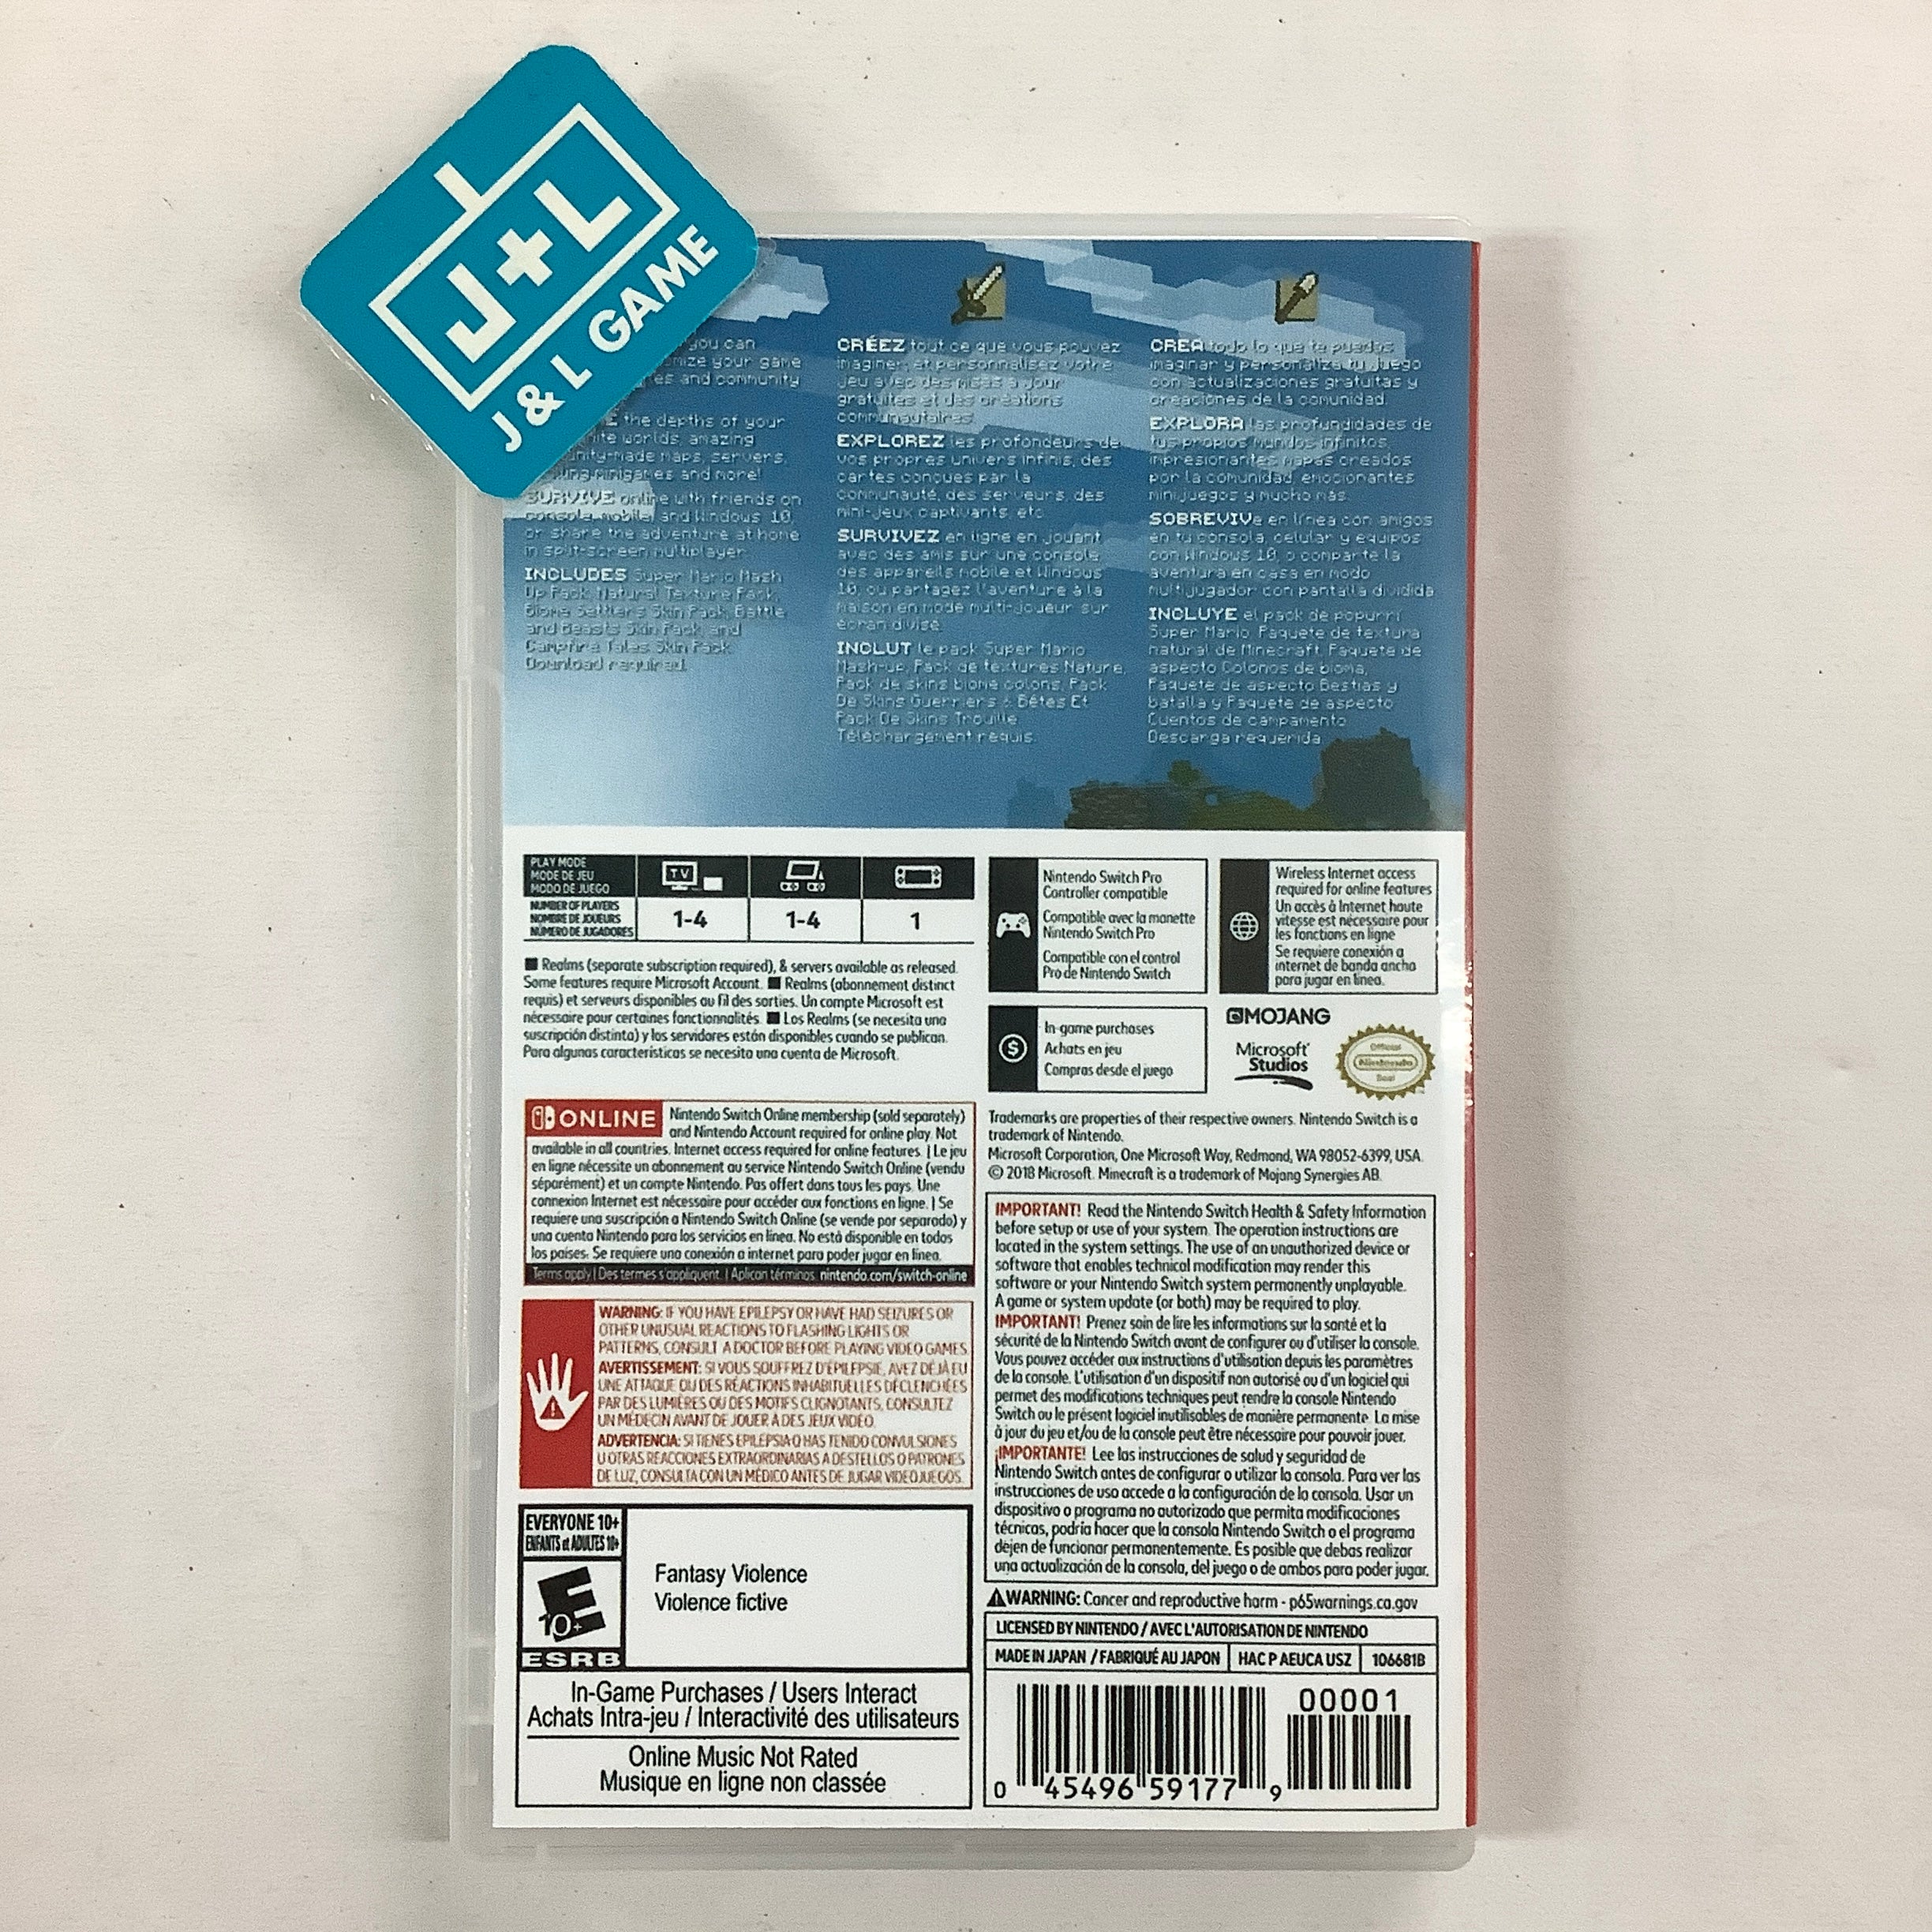 J+L
J & L GAME
you can
mize your game
es and community
E the depths of your
nite worlds, amazing
unity-made maps, servers,
minigames and more!
SURVIVE online with friends on
console, mobile, and Windows 10,
or share the adventure at home
in split-screen multiplayer.
INCLUDES Super Mario Mash
Up Pack, Natural Texture Pack,
Biome Settlers Skin Pack, Battle
and Beasts Skin Pack, and
Campfire Tales Skin Pack.
Download required.
CRÉEZ tout ce que vous pouvez
imaginer, et personnalisez votre
jeu avec des mises à jour
gratuites et des créations
communautaires.
EXPLOREZ les profondeurs de
vos propres univers infinis, des
cartes conçues par la
communauté, des serveurs, des
mini-jeux captivants, etc.
SURVIVEZ en ligne en jouant
avec des amis sur une console,
des appareils mobile et Windows
10, ou partagez l'aventure à la
maison en mode multi-joueur sur
écran divisé.
INCLUT le pack Super Mario
Mash-up, Pack de textures Nature,
Pack de skins biome colons, Pack
De Skins Guerriers & Bêtes Et
Pack De Skins Trouille
Téléchargement requis.
CREA todo lo que te puedas
imaginar y personaliza tu juego
con actualizaciones gratuitas y
creaciones de la comunidad.
EXPLORA las profundidades de
tus propios mundos infinitos,
impresionantes mapas creados
por la comunidad, emocionantes
minijuegos y mucho más.
SOBREVIVe en línea con amigos
en tu consola, celular y equipos
con Windows 10, o comparte la
aventura en casa en modo
multijugador con pantalla dividida
INCLUYE el pack de popurrí
Super Mario, Paquete de textura
natural de Minecraft, Paquete de
aspecto Colonos de bioma,
Paquete de aspecto Bestias y
batalla y Paquete de aspecto
Cuentos de campamento
Descarga requerida
PLAY MODE
MODE DE JEU
MODO DE JUEGO
TV
NUMBER OF PLAYERS
NOMBRE DE JOUEURS
NÚMERO DE JUGADORES
1-4
1-4
1
■ Realms (separate subscription required), & servers available as released.
Some features require Microsoft Account. ■ Realms (abonnement distinct
requis) et serveurs disponibles au fil des sorties. Un compte Microsoft est
nécessaire pour certaines fonctionnalités. ■ Los Realms (se necesita una
suscripción distinta) y los servidores están disponibles cuando se publican.
Para algunas características se necesita una cuenta de Microsoft.
Nintendo Switch Pro
Controller compatible
Compatible avec la manette
Nintendo Switch Pro
Compatible con el control
Pro de Nintendo Switch
Wireless Internet access
required for online features
Un accès à Internet haute
vitesse est nécessaire pour
les fonctions en ligne
Se requiere conexión a
internet de banda ancha
para jugar en línea.
$
In-game purchases
Achats en jeu
Compras desde el juego
MOJANG
Microsoft
Studios
Official
Nintendo
Seal
ONLINE
Nintendo Switch Online membership (sold separately)
and Nintendo Account required for online play. Not
available in all countries. Internet access required for online features. | Le jeu
en ligne nécessite un abonnement au service Nintendo Switch Online (vendu
séparément) et un compte Nintendo. Pas offert dans tous les pays. Une
connexion Internet est nécessaire pour accéder aux fonctions en ligne. | Se
requiere una suscripción a Nintendo Switch Online (se vende por separado) y
una cuenta Nintendo para los servicios en línea. No está disponible en todos
los países. Se requiere una conexión a internet para poder jugar en línea.
Terms apply | Des termes s'appliquent. | Aplican términos. nintendo.com/switch-online
Trademarks are properties of their respective owners. Nintendo Switch is a
trademark of Nintendo.
Microsoft Corporation, One Microsoft Way, Redmond, WA 98052-6399, USA.
© 2018 Microsoft. Minecraft is a trademark of Mojang Synergies AB.
WARNING: IF YOU HAVE EPILEPSY OR HAVE HAD SEIZURES OR
OTHER UNUSUAL REACTIONS TO FLASHING LIGHTS OR
PATTERNS, CONSULT A DOCTOR BEFORE PLAYING VIDEO GAMES.
AVERTISSEMENT: SI VOUS SOUFFREZ D'ÉPILEPSIE, AVEZ DÉJÀ EU
UNE ATTAQUE OU DES RÉACTIONS INHABITUELLES DÉCLENCHÉES
PAR DES LUMIÈRES OU DES MOTIFS CLIGNOTANTS, CONSULTEZ
UN MÉDECIN AVANT DE JOUER À DES JEUX VIDÉO.
ADVERTENCIA: SI TIENES EPILEPSIA O HAS TENIDO CONVULSIONES
U OTRAS REACCIONES EXTRAORDINARIAS A DESTELLOS O PATRONES
DE LUZ, CONSULTA CON UN MÉDICO ANTES DE JUGAR VIDEOJUEGOS.
IMPORTANT! Read the Nintendo Switch Health & Safety Information
before setup or use of your system. The operation instructions are
located in the system settings. The use of an unauthorized device or
software that enables technical modification may render this
software or your Nintendo Switch system permanently unplayable.
A game or system update (or both) may be required to play.
IMPORTANT! Prenez soin de lire les informations sur la santé et la
sécurité de la Nintendo Switch avant de configurer ou d'utiliser la console.
Vous pouvez accéder aux instructions d'utilisation depuis les paramètres
de la console. L'utilisation d'un dispositif non autorisé ou d'un logiciel qui
permet des modifications techniques peut rendre la console Nintendo
Switch ou le présent logiciel inutilisables de manière permanente. La mise
à jour du jeu et/ou de la console peut être nécessaire pour pouvoir jouer.
¡IMPORTANTE! Lee las instrucciones de salud y seguridad de
Nintendo Switch antes de configurar o utilizar la consola. Para ver las
instrucciones de uso accede a la configuración de la consola. Usar un
dispositivo o programa no autorizado que permita modificaciones
técnicas, podría hacer que la consola Nintendo Switch o el programa
dejen de funcionar permanentemente. Es posible que debas realizar
una actualización de la consola, del juego o de ambos para poder jugar.
EVERYONE 10+
ENFANTS et ADULTES 10+
E
10+
ESRB
Fantasy Violence
Violence fictive
In-Game Purchases / Users Interact
Achats Intra-jeu / Interactivité des utilisateurs
Online Music Not Rated
Musique en ligne non classée
WARNING: Cancer and reproductive harm - p65warnings.ca.gov
LICENSED BY NINTENDO / AVEC L'AUTORISATION DE NINTENDO
MADE IN JAPAN / FABRIQUÉ AU JAPON
HAC P AEUCA USZ
106681B
00001
0 45496 59177 9